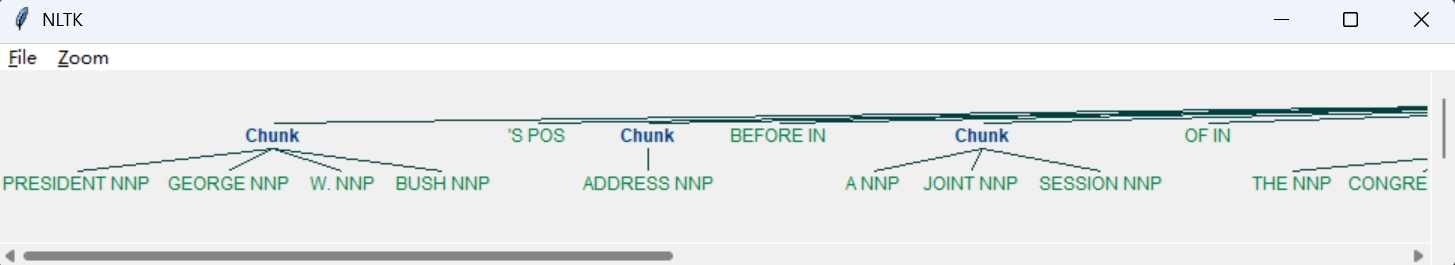 NLTK
File Zoom
Chunk 'S POS Chunk BEFORE IN Chunk OF IN
PRESIDENT NNP GEORGE NNP W. NNP BUSH NNP ADDRESS NNP A NNP JOINT NNP SESSION NNP THE NNP CONGRE